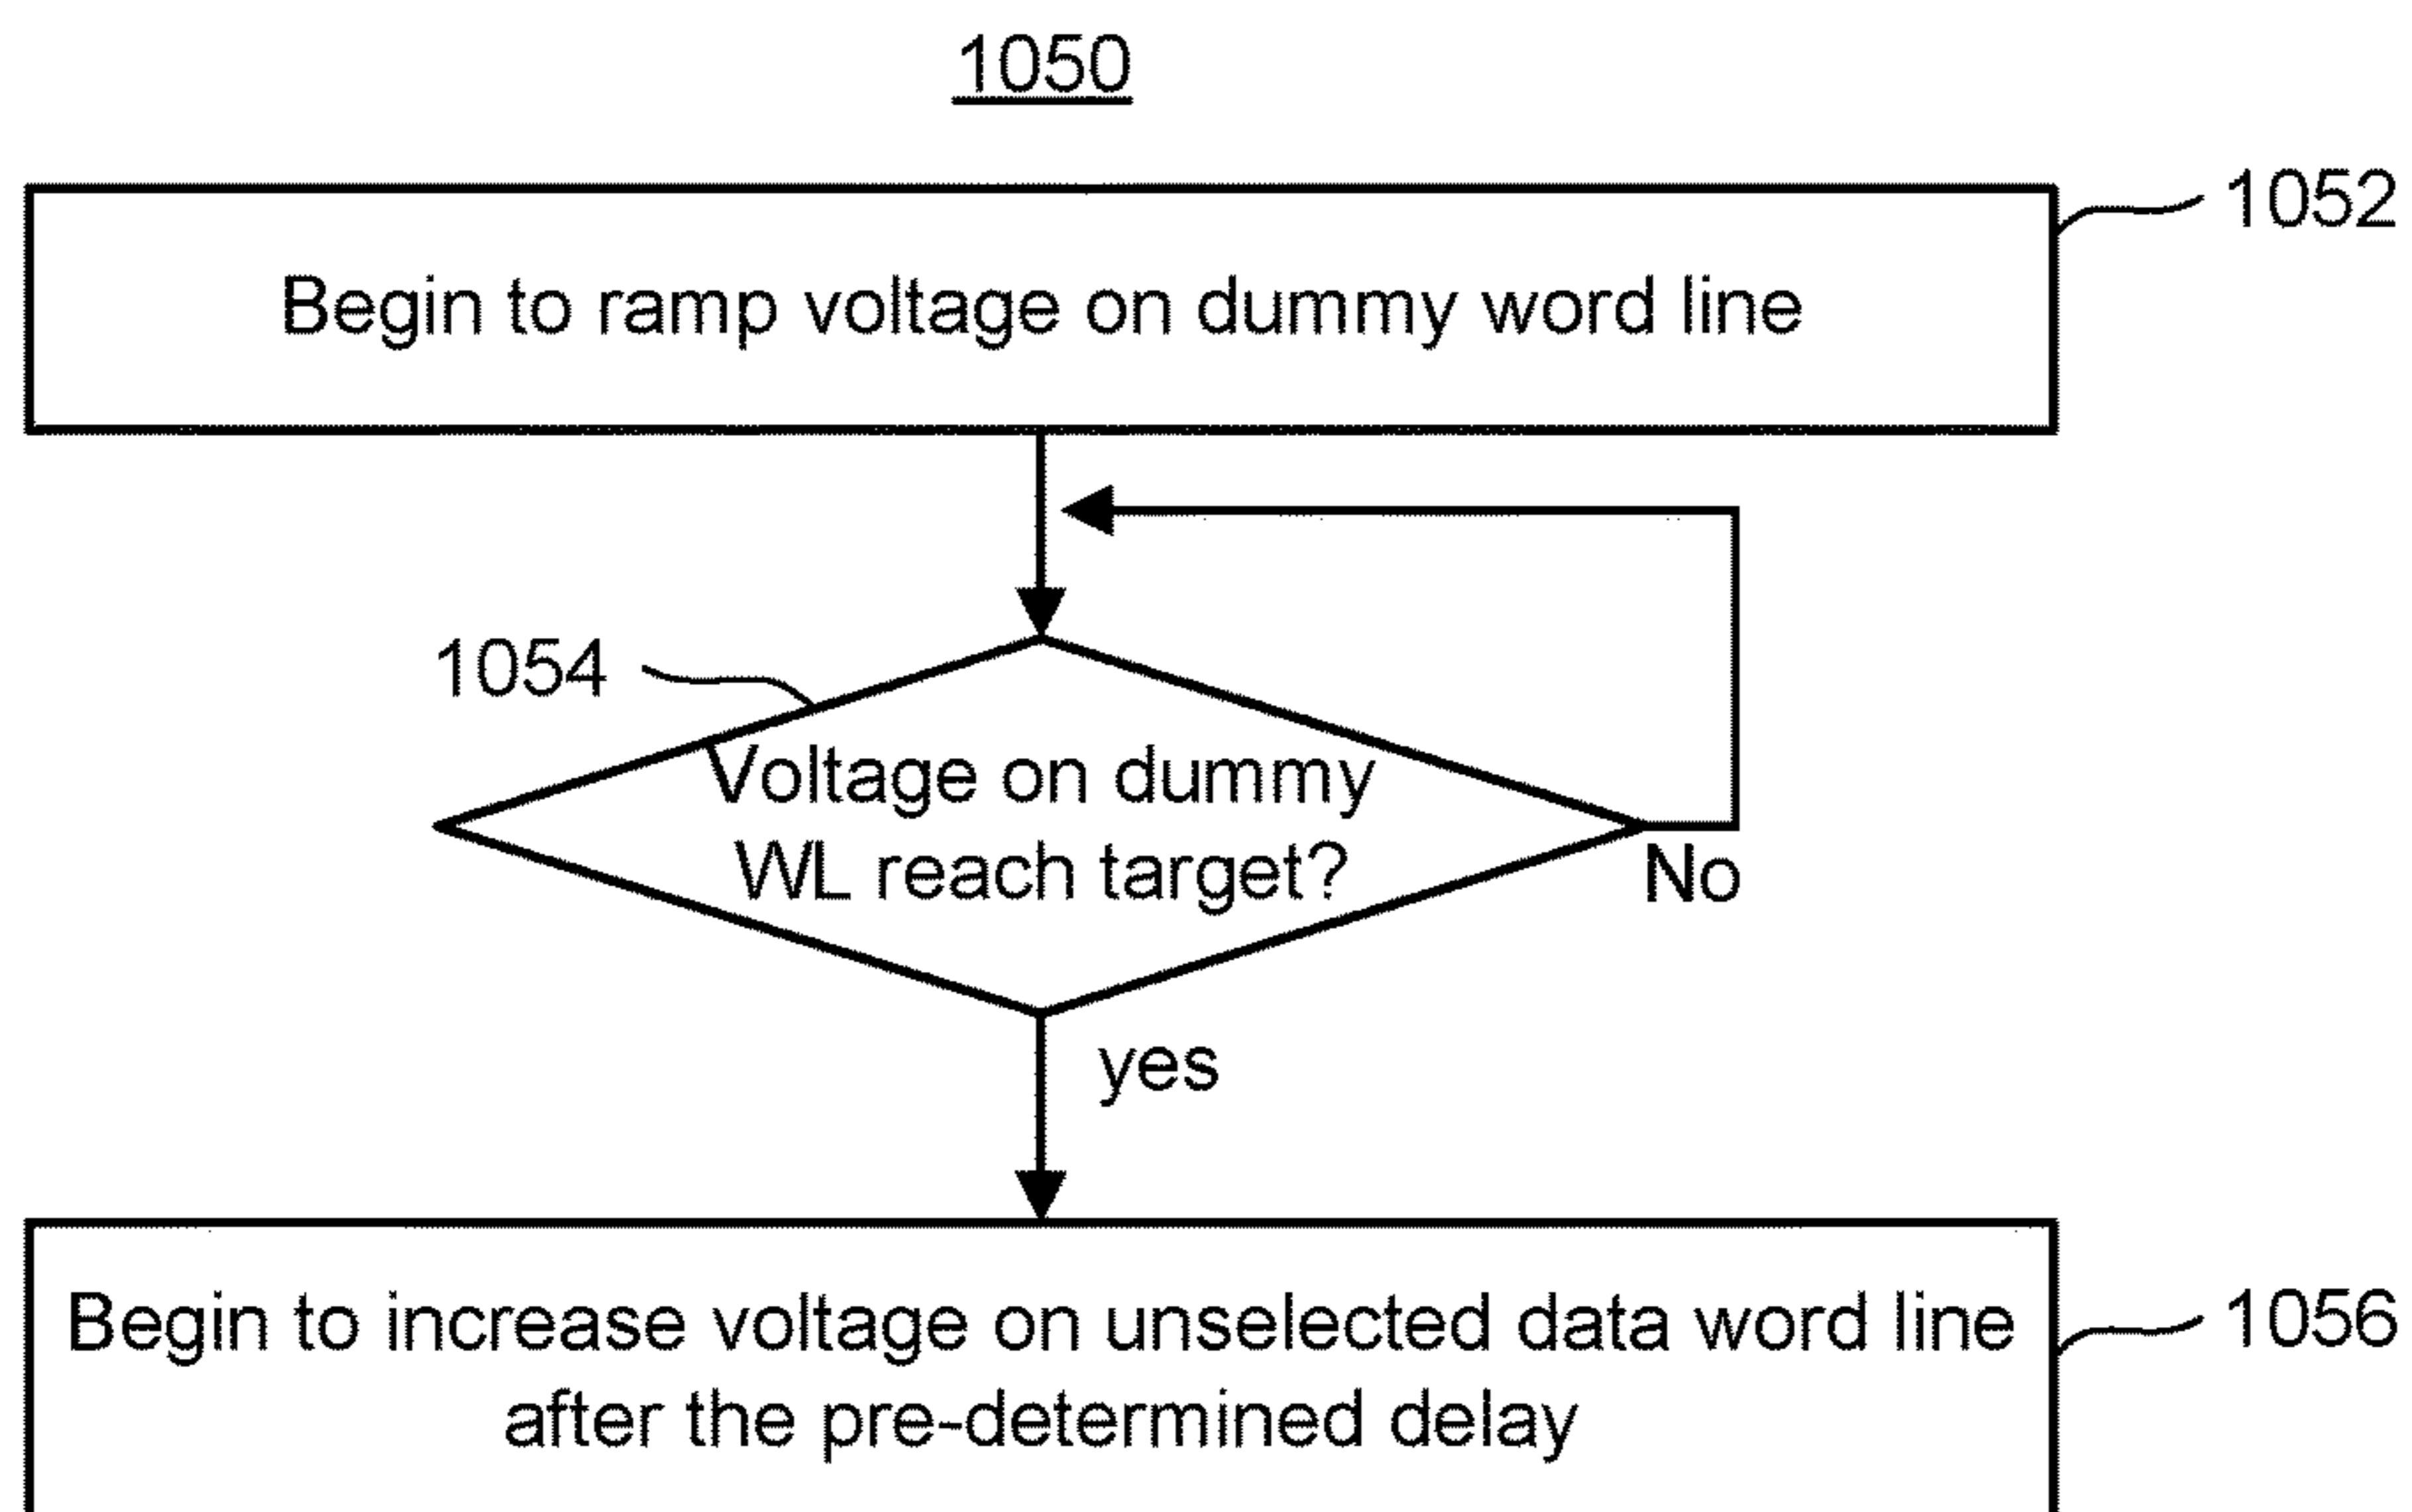 1050
1052
Begin to ramp voltage on dummy word line
1054
Voltage on dummy
WL reach target?
No
yes
Begin to increase voltage on unselected data word line
1056
after the pre-determined delay